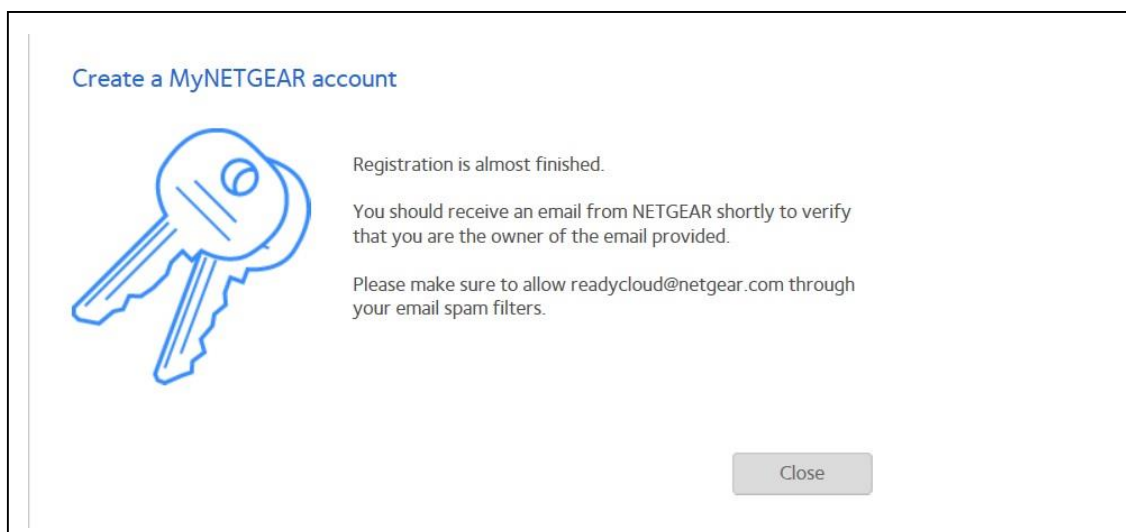 Create a MyNETGEAR account
Registration is almost finished.
You should receive an email from NETGEAR shortly to verify
that you are the owner of the email provided.
Please make sure to allow readycloud@netgear.com through
your email spam filters.
Close